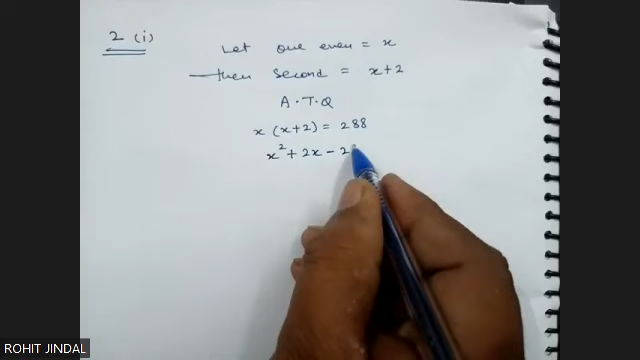 2 (i)
Let one even = x
then second = x+2
A.T.Q
x (x+2) = 288
x² + 2x - 2
ROHIT JINDAL